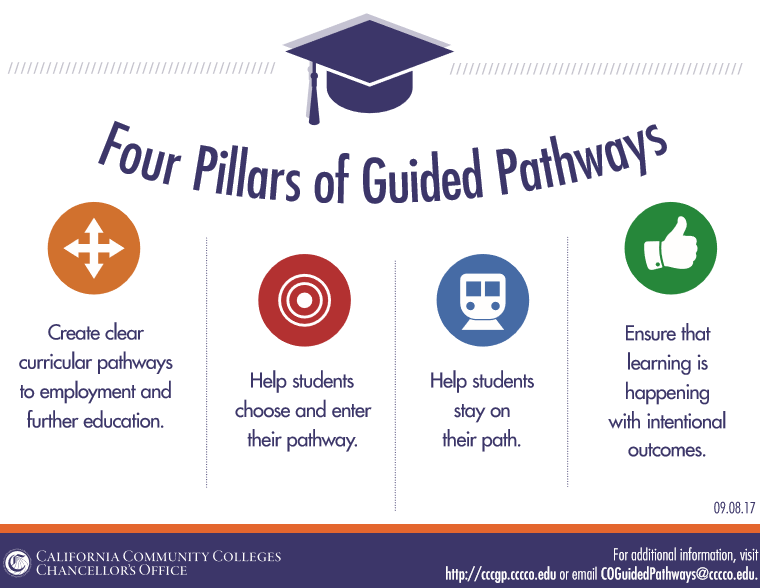 Four Pillars of Guided Pathways
Create clear
curricular pathways
to employment and
further education.
Help students
choose and enter
their pathway.
Help students
stay on
their path.
Ensure that
learning is
happening
with intentional
outcomes.
09.08.17
California Community Colleges
Chancellor's Office
For additional information, visit
http://cccgp.cccco.edu or email COGuidedPathways@cccco.edu.